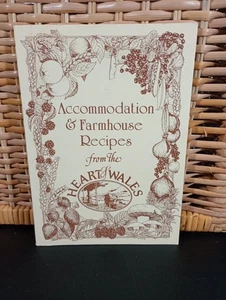 Accommodation
& Farmhouse
Recipes
from the
HEART of WALES